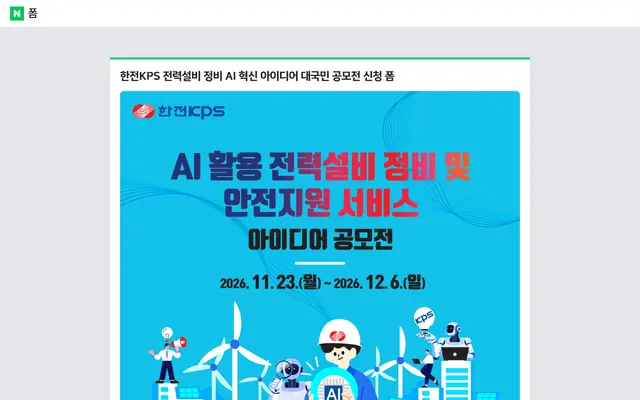 N 폼
한전KPS 전력설비 정비 AI 혁신 아이디어 대국민 공모전 신청 폼
KPS 한전KPS
AI 활용 전력설비 정비 및
안전지원 서비스
아이디어 공모전
2026. 11. 23.(월) ~ 2026. 12. 6.(일)
KPS
AI